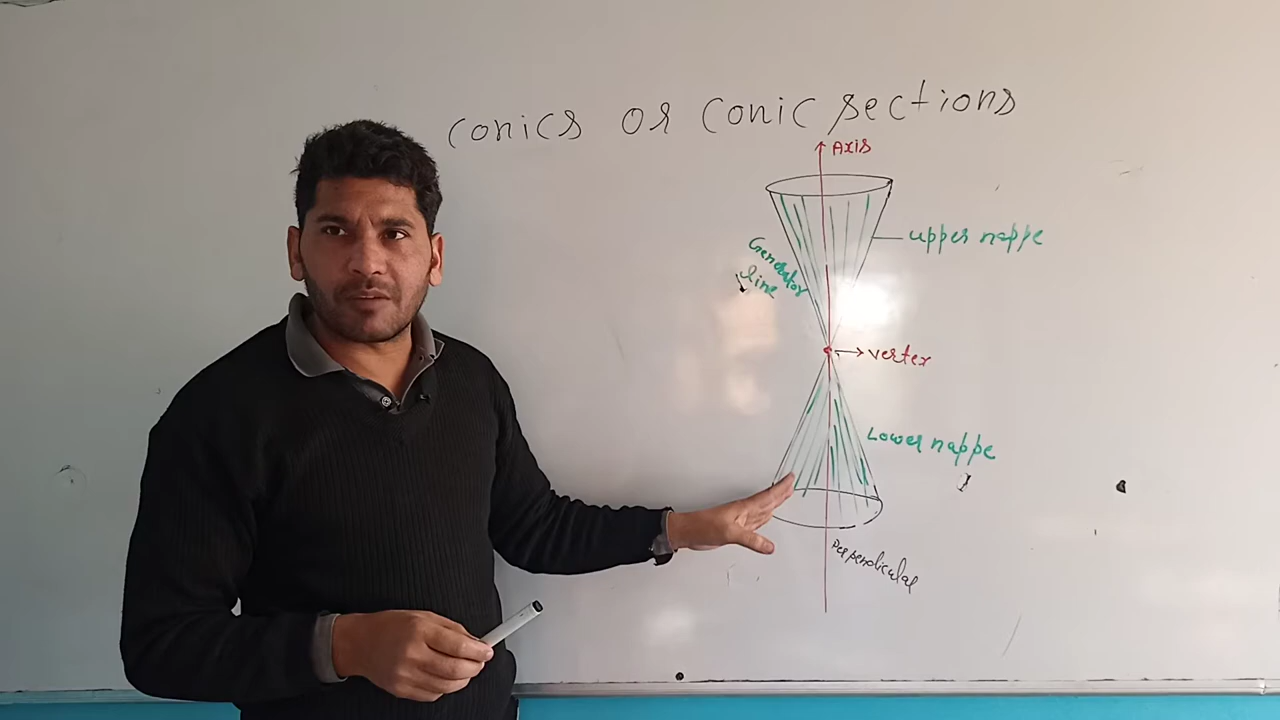 conics or conic sections
Axis
upper nappe
Generator
line
vertex
Lower nappe
Perpendicular